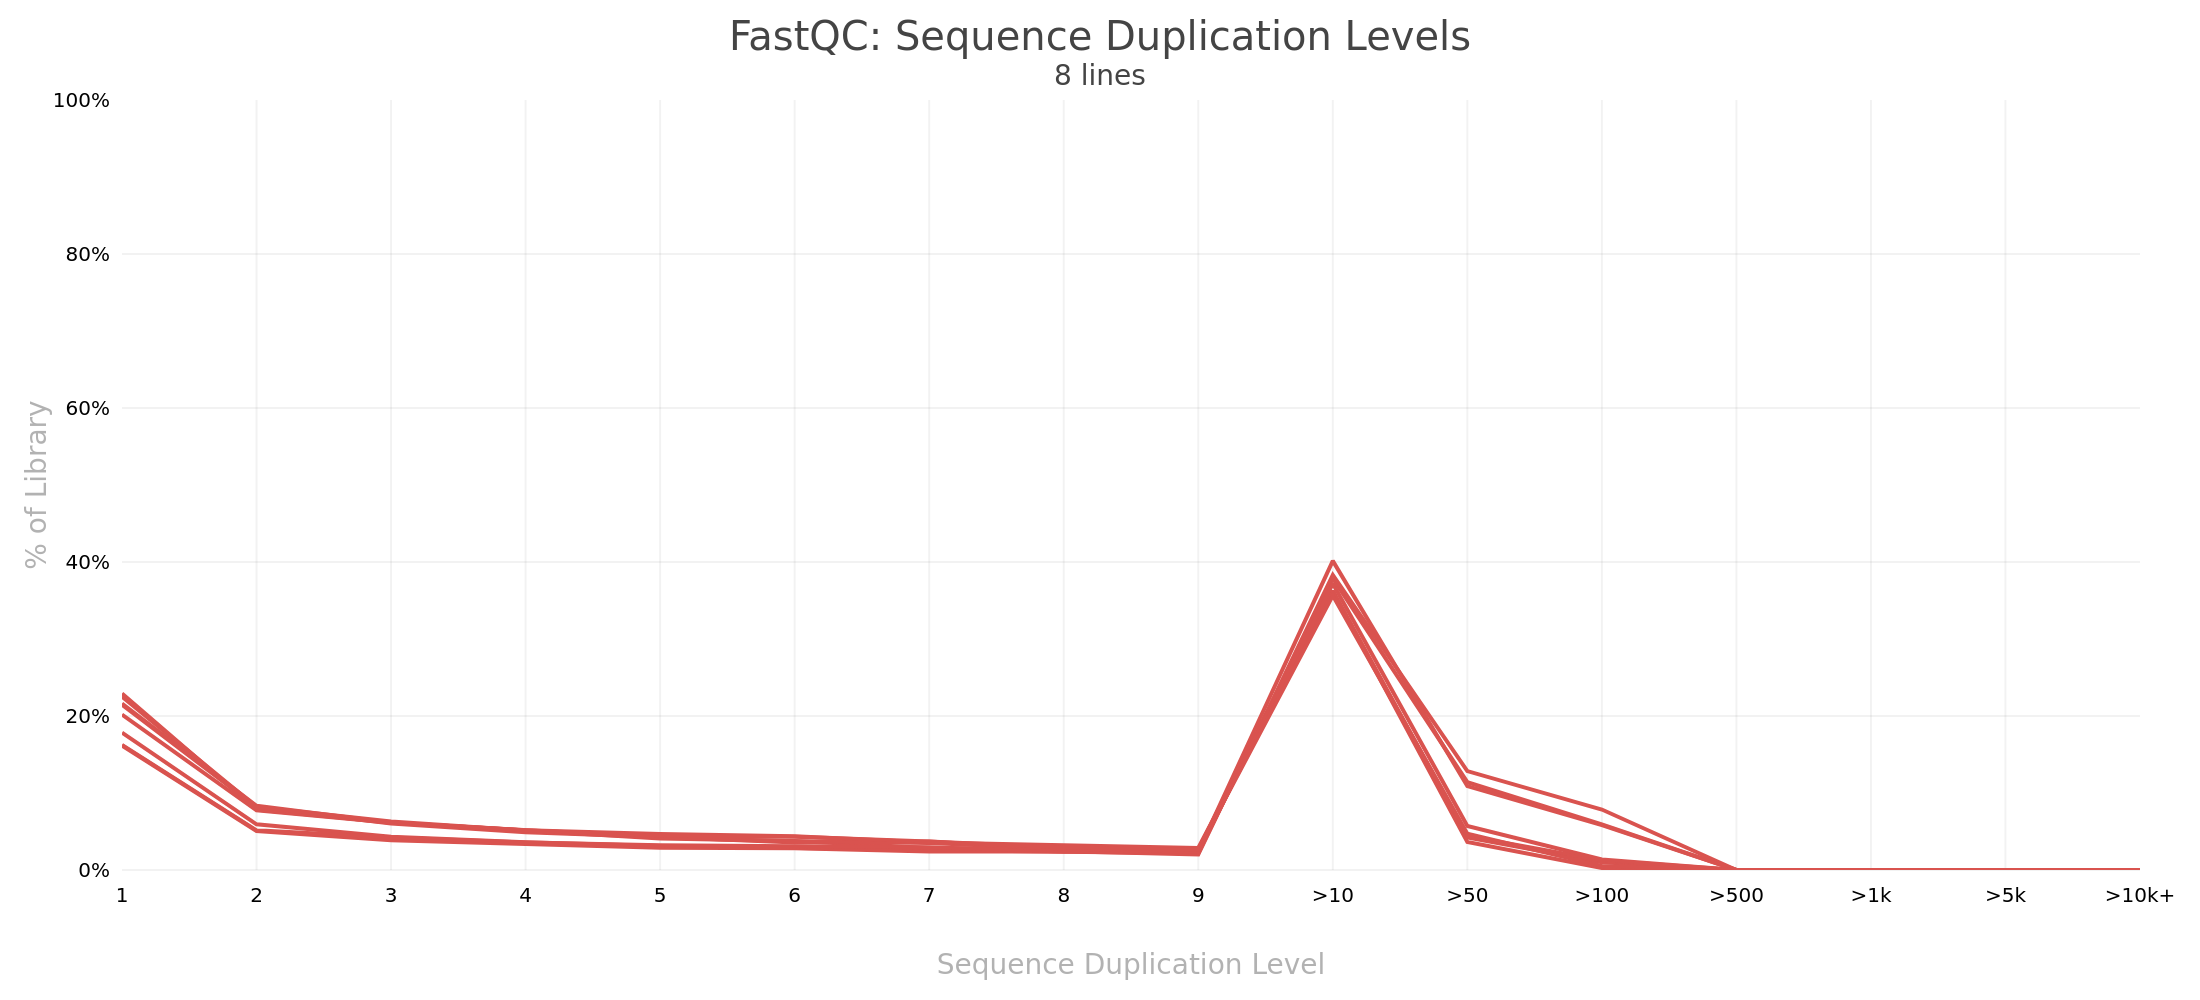 FastQC: Sequence Duplication Levels
8 lines
100%
80%
60%
40%
20%
0%
% of Library
1 2 3 4 5 6 7 8 9 >10 >50 >100 >500 >1k >5k >10k+
Sequence Duplication Level